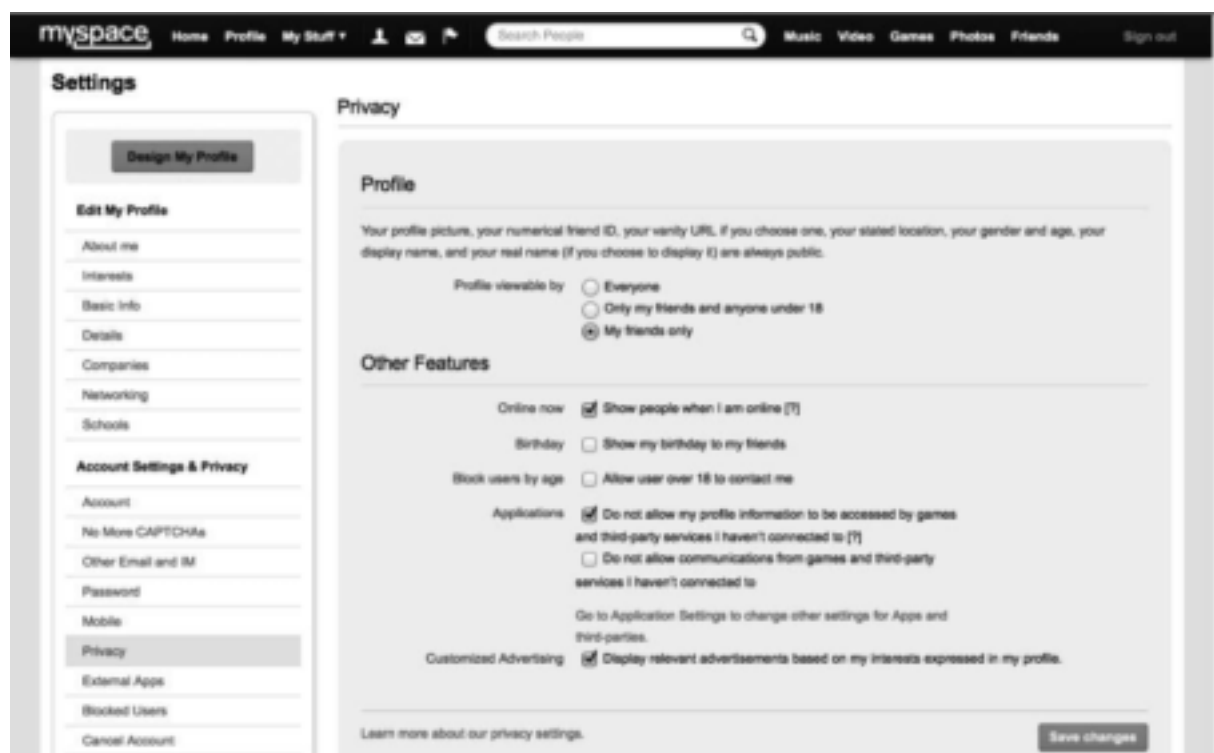 myspace Home Profile My Stuff Search People Music Video Games Photos Friends Sign out
Settings
Privacy
Design My Profile
Edit My Profile
About me
Interests
Basic Info
Details
Companies
Networking
Schools
Account Settings & Privacy
Account
No More CAPTCHAs
Other Email and IM
Password
Mobile
Privacy
External Apps
Blocked Users
Cancel Account
Profile
Your profile picture, your numerical friend ID, your vanity URL if you choose one, your stated location, your gender and age, your
display name, and your real name (if you choose to display it) are always public.
Profile viewable by Everyone
Only my friends and anyone under 18
My friends only
Other Features
Online now Show people when I am online [?]
Birthday Show my birthday to my friends
Block users by age Allow user over 18 to contact me
Applications Do not allow my profile information to be accessed by games
and third-party services I haven't connected to [?]
Do not allow communications from games and third-party
services I haven't connected to
Go to Application Settings to change other settings for Apps and
third-parties.
Customized Advertising Display relevant advertisements based on my interests expressed in my profile.
Learn more about our privacy settings. Save changes